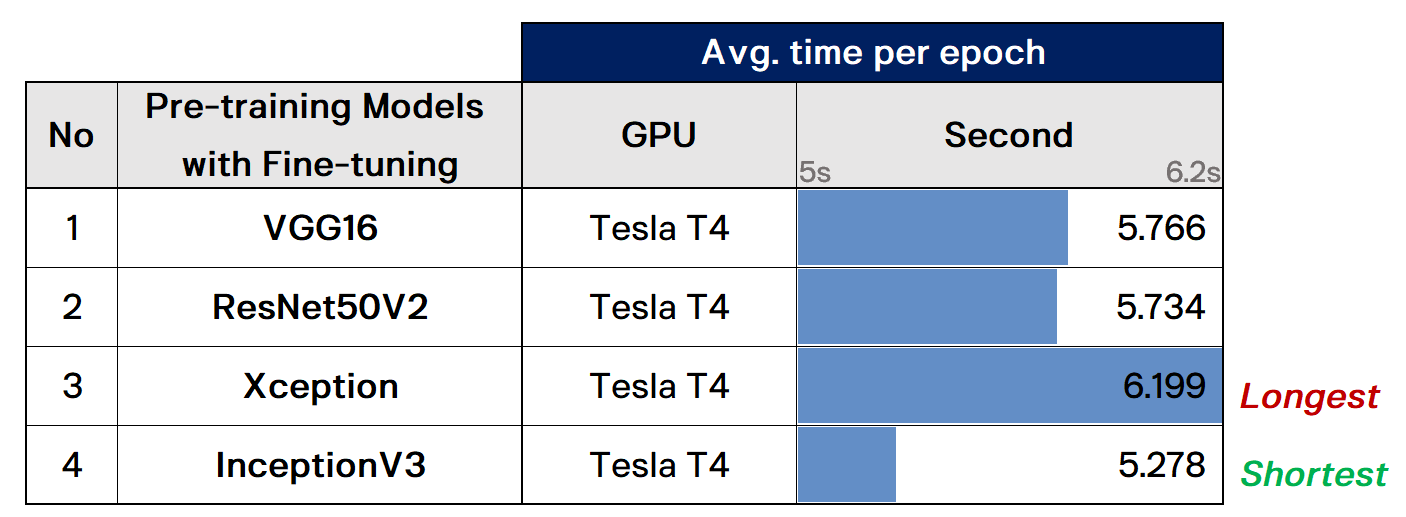 Avg. time per epoch
No
Pre-training Models
with Fine-tuning
GPU
Second
5s
6.2s
1
VGG16
Tesla T4
5.766
2
ResNet50V2
Tesla T4
5.734
3
Xception
Tesla T4
6.199
Longest
4
InceptionV3
Tesla T4
5.278
Shortest